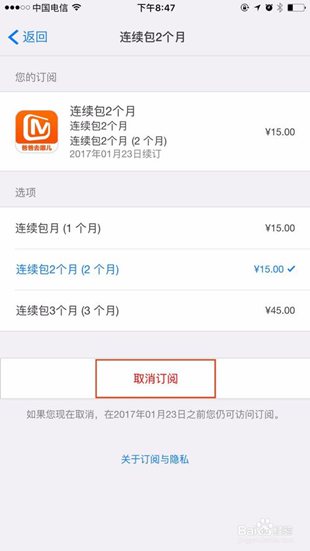 中国电信
下午8:47
返回
连续包2个月
您的订阅
连续包2个月
连续包2个月
连续包2个月 (2 个月)
2017年01月23日续订
¥15.00
爸爸去哪儿
选项
连续包月 (1 个月) ¥15.00
连续包2个月 (2 个月) ¥15.00
连续包3个月 (3 个月) ¥45.00
取消订阅
如果您现在取消，在2017年01月23日之前您仍可访问订阅。
关于订阅与隐私
Baidu经验